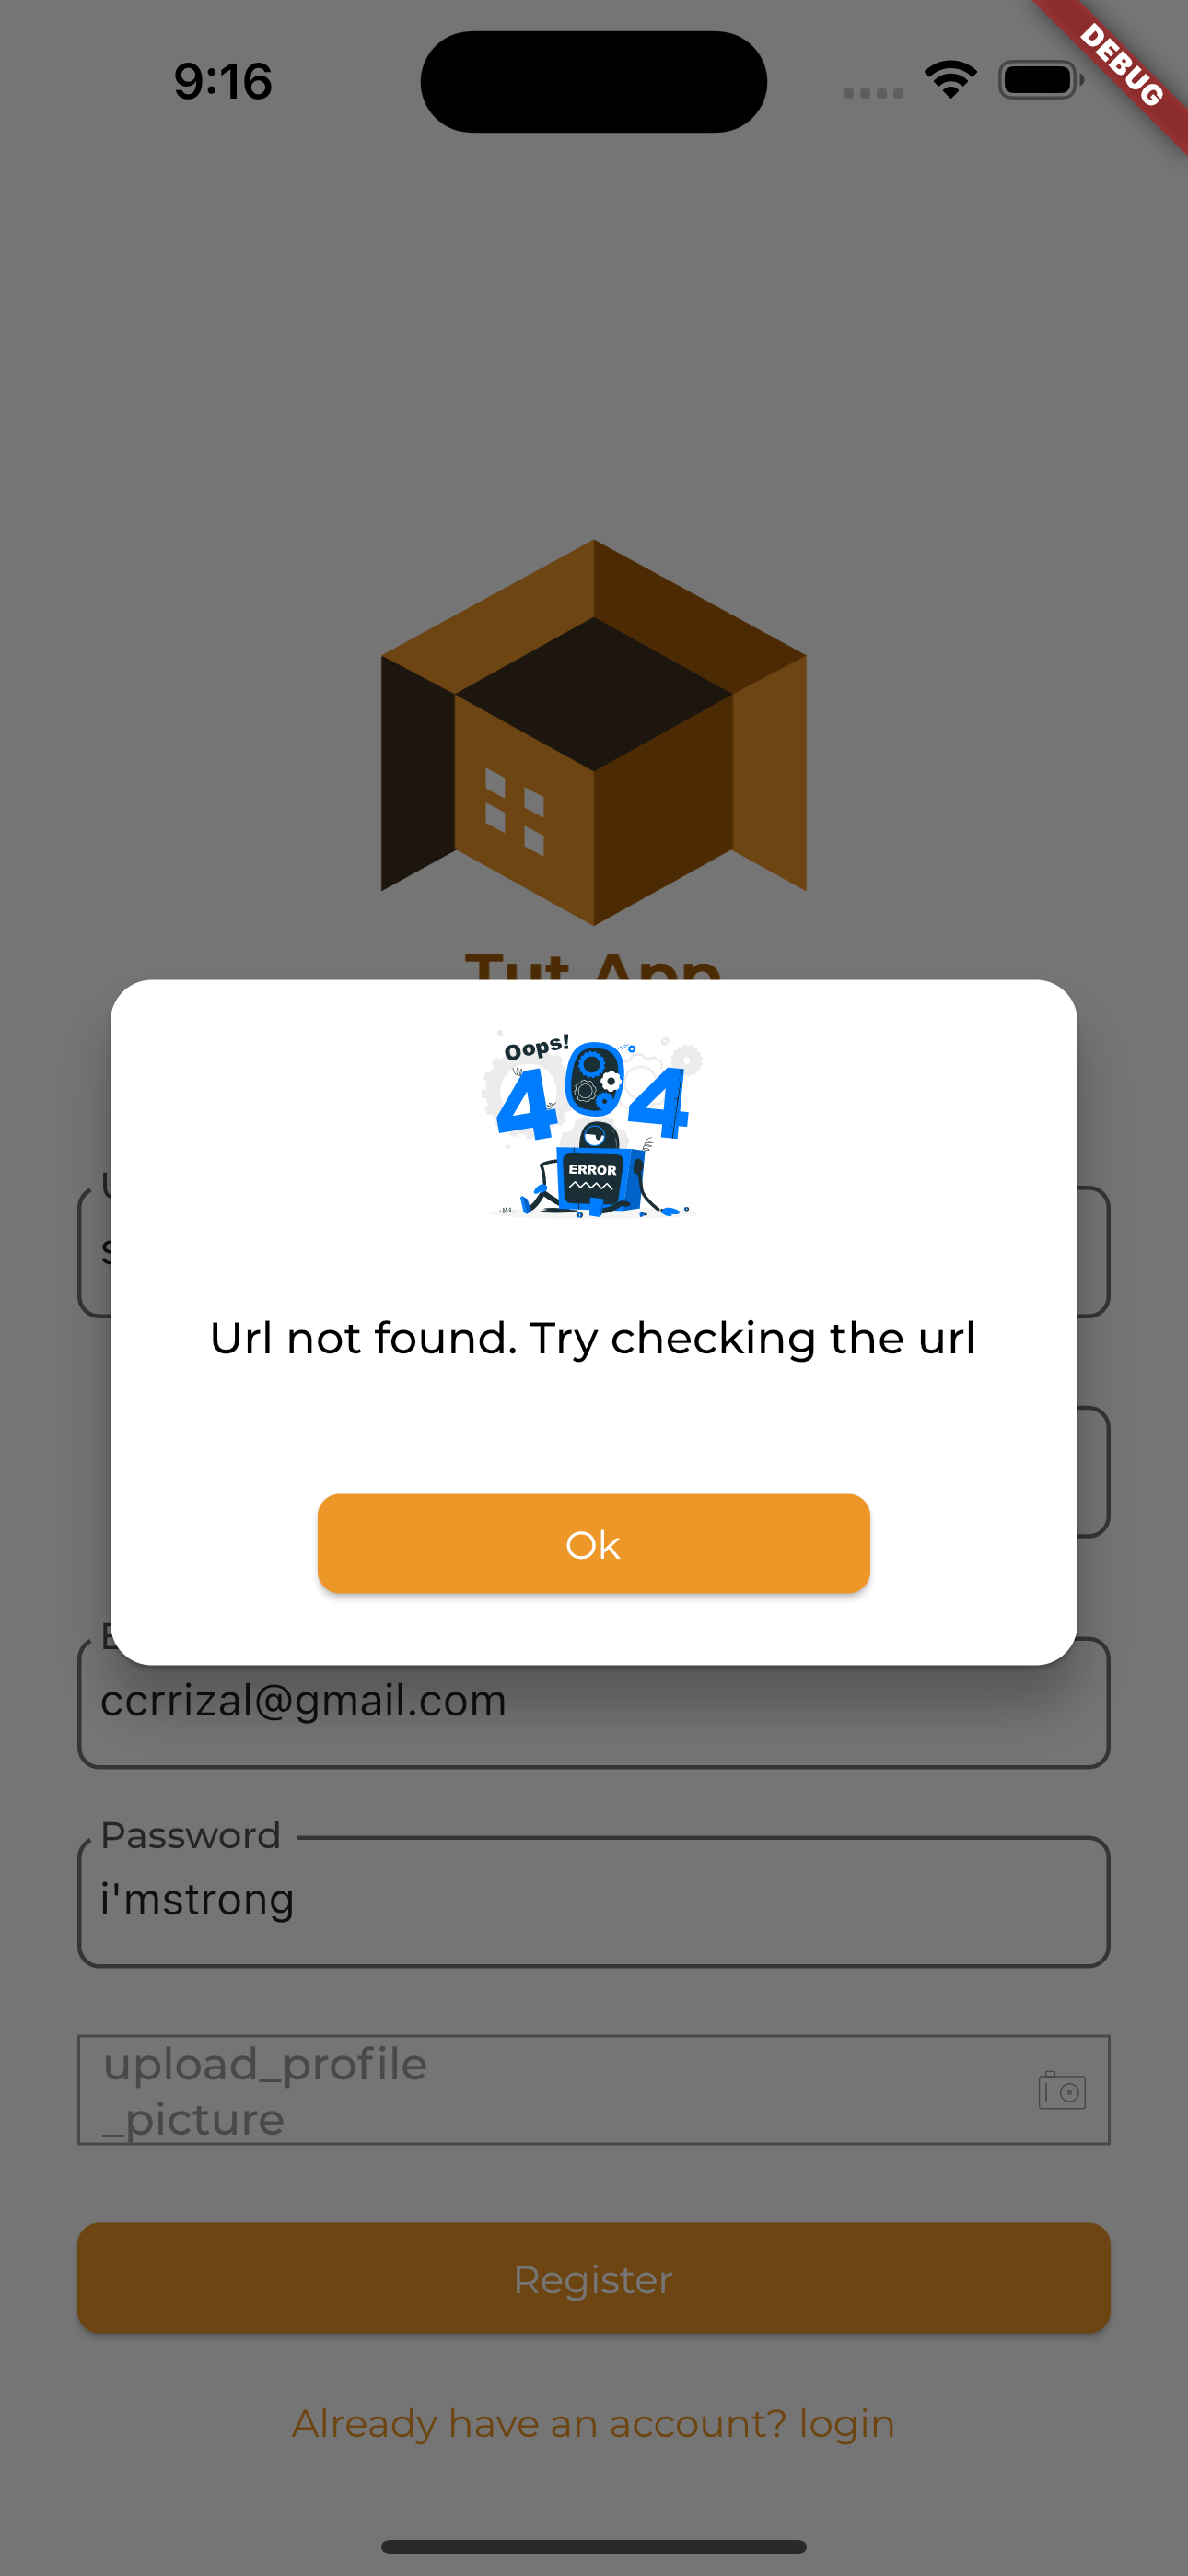 9:16
DEBUG
Tut App
Oops!
404
ERROR
Url not found. Try checking the url
Ok
ccrrizal@gmail.com
Password
i'mstrong
upload_profile
_picture
Register
Already have an account? login